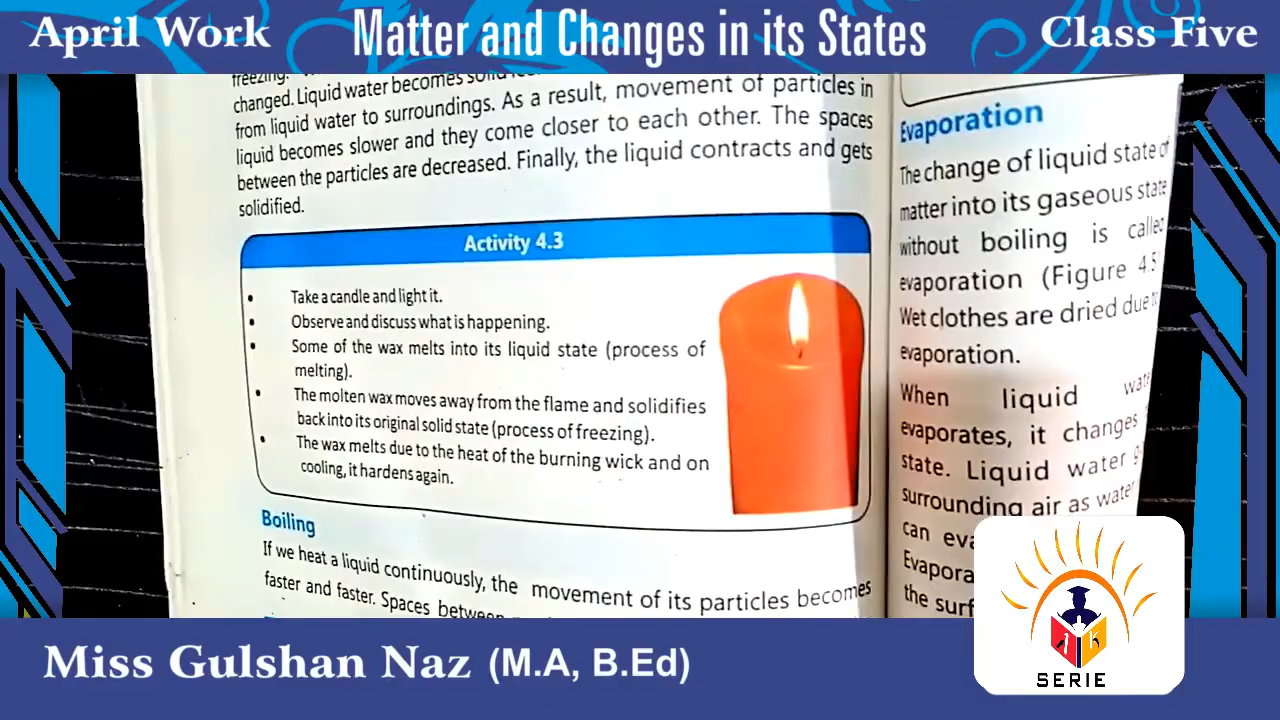 April Work
Matter and Changes in its States
Class Five
freezing.
changed. Liquid water becomes solid
from liquid water to surroundings. As a result, movement of particles in
liquid becomes slower and they come closer to each other. The spaces
between the particles are decreased. Finally, the liquid contracts and gets
solidified.
Activity 4.3
• Take a candle and light it.
• Observe and discuss what is happening.
• Some of the wax melts into its liquid state (process of
melting).
• The molten wax moves away from the flame and solidifies
back into its original solid state (process of freezing).
• The wax melts due to the heat of the burning wick and on
cooling, it hardens again.
Boiling
If we heat a liquid continuously, the movement of its particles becomes
faster and faster. Spaces between
Evaporation
The change of liquid state of
matter into its gaseous state
without boiling is called
evaporation (Figure 4.5
Wet clothes are dried due to
evaporation.
When liquid
evaporates, it changes
state. Liquid water
surrounding air as water
can
the
Miss Gulshan Naz (M.A, B.Ed)
SERIE